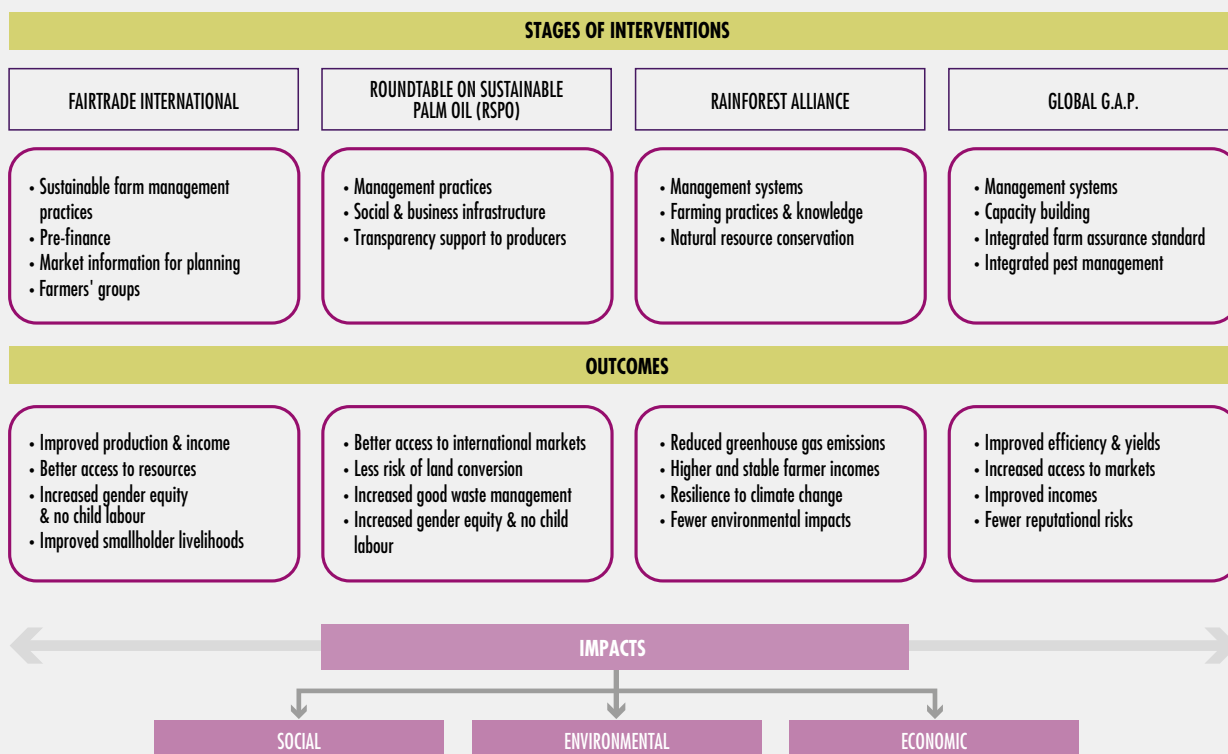 STAGES OF INTERVENTIONS
FAIRTRADE INTERNATIONAL
ROUNDTABLE ON SUSTAINABLE
PALM OIL (RSPO)
RAINFOREST ALLIANCE
GLOBAL G.A.P.
• Sustainable farm management
practices
• Pre-finance
• Market information for planning
• Farmers' groups
• Management practices
• Social & business infrastructure
• Transparency support to producers
• Management systems
• Farming practices & knowledge
• Natural resource conservation
• Management systems
• Capacity building
• Integrated farm assurance standard
• Integrated pest management
OUTCOMES
• Improved production & income
• Better access to resources
• Increased gender equity
& no child labour
• Improved smallholder livelihoods
• Better access to international markets
• Less risk of land conversion
• Increased good waste management
• Increased gender equity & no child
labour
• Reduced greenhouse gas emissions
• Higher and stable farmer incomes
• Resilience to climate change
• Fewer environmental impacts
• Improved efficiency & yields
• Increased access to markets
• Improved incomes
• Fewer reputational risks
IMPACTS
SOCIAL
ENVIRONMENTAL
ECONOMIC